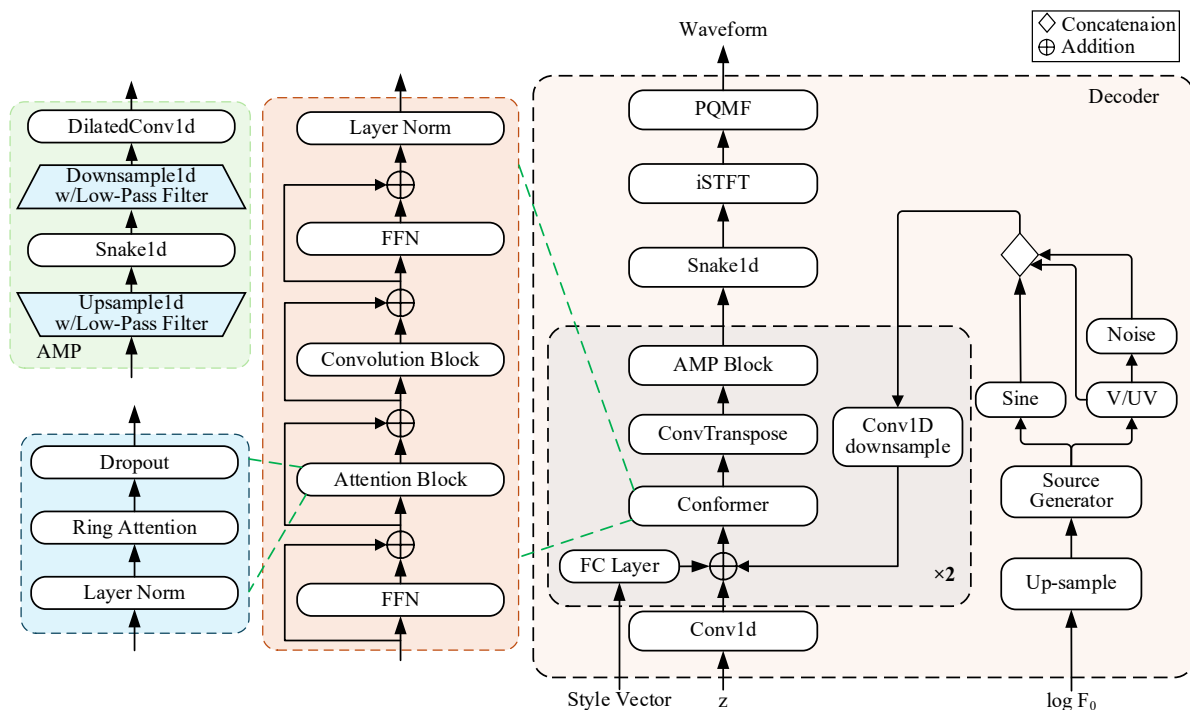 Waveform
Concatenaion
Addition
Decoder
DilatedConv1d
Downsample1d
w/Low-Pass Filter
Snake1d
Upsample1d
w/Low-Pass Filter
AMP
Dropout
Ring Attention
Layer Norm
Layer Norm
FFN
Convolution Block
Attention Block
FFN
PQMF
iSTFT
Snake1d
AMP Block
ConvTranspose
Conformer
FC Layer
×2
Conv1d
Conv1D
downsample
Noise
Sine
V/UV
Source
Generator
Up-sample
Style Vector
z
log F₀